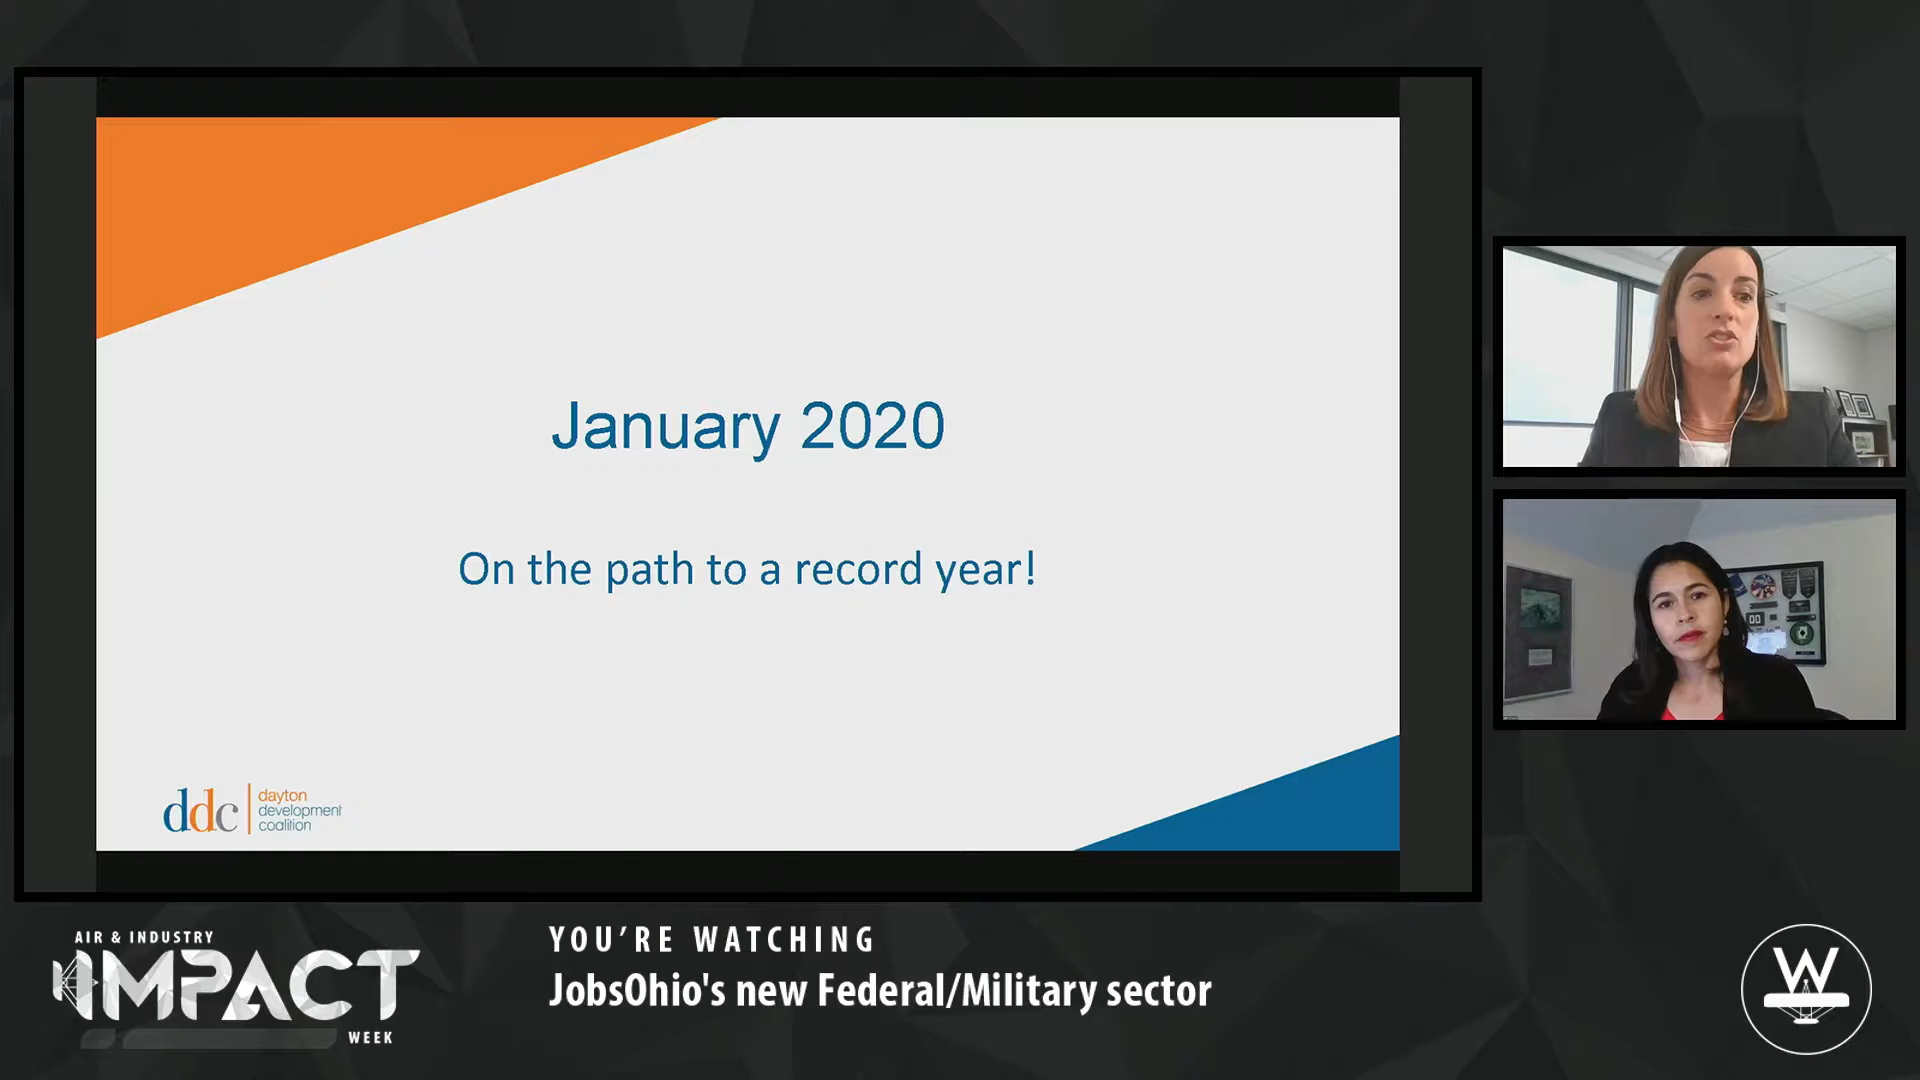 January 2020
On the path to a record year!
ddc
dayton
development
coalition
AIR & INDUSTRY
IMPACT
WEEK
YOU'RE WATCHING
JobsOhio's new Federal/Military sector
W